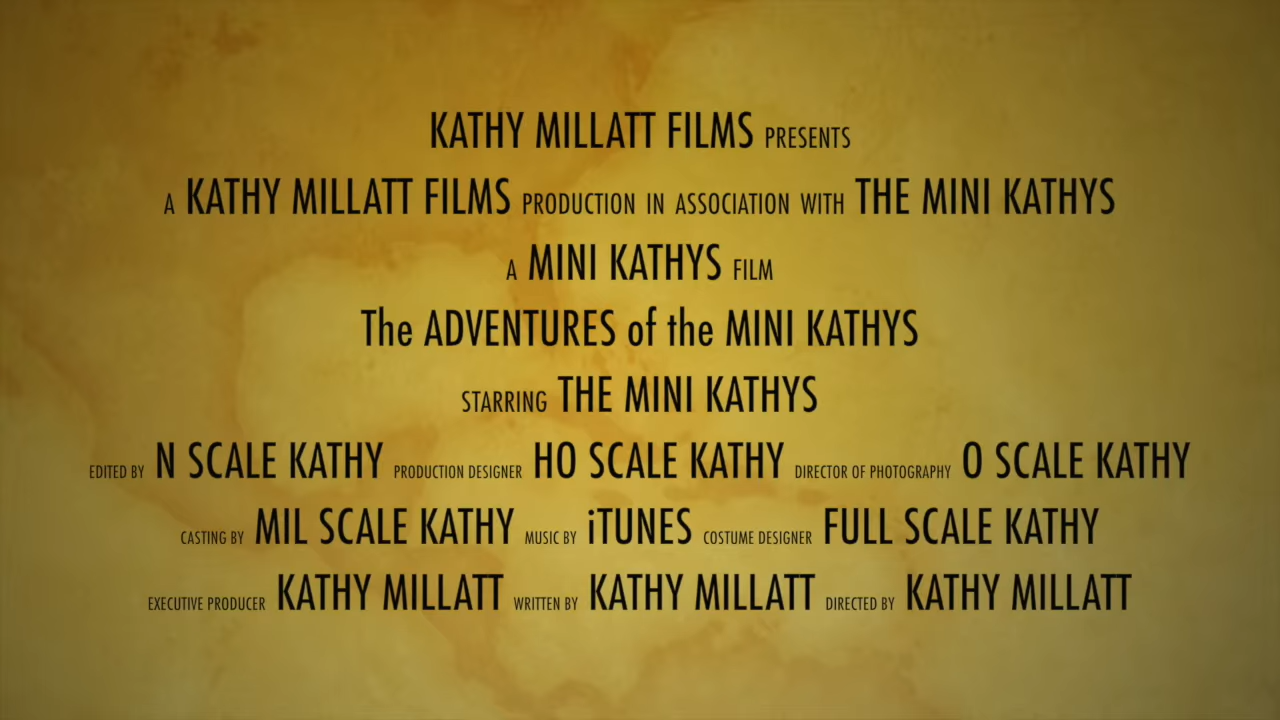 KATHY MILLATT FILMS PRESENTS
A KATHY MILLATT FILMS PRODUCTION IN ASSOCIATION WITH THE MINI KATHYS
A MINI KATHYS FILM
The ADVENTURES of the MINI KATHYS
STARRING THE MINI KATHYS
EDITED BY N SCALE KATHY PRODUCTION DESIGNER HO SCALE KATHY DIRECTOR OF PHOTOGRAPHY O SCALE KATHY
CASTING BY MIL SCALE KATHY MUSIC BY iTUNES COSTUME DESIGNER FULL SCALE KATHY
EXECUTIVE PRODUCER KATHY MILLATT WRITTEN BY KATHY MILLATT DIRECTED BY KATHY MILLATT